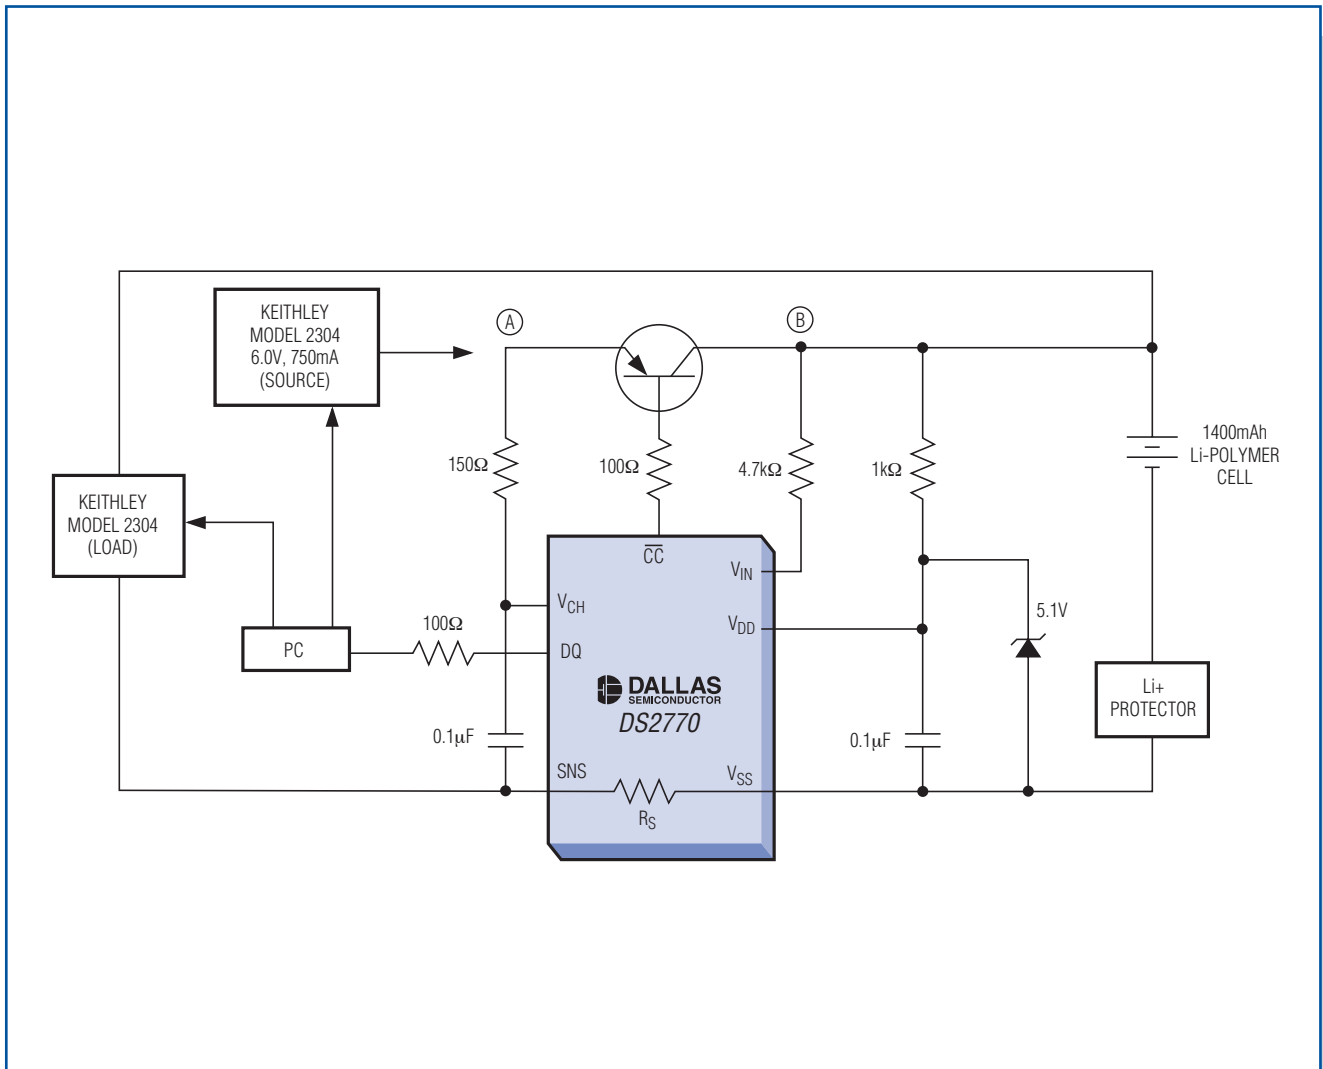 KEITHLEY
MODEL 2304
6.0V, 750mA
(SOURCE)
A
B
150Ω
100Ω
4.7kΩ
1kΩ
1400mAh
Li-POLYMER
CELL
KEITHLEY
MODEL 2304
(LOAD)
CC
VIN
VCH
VDD
5.1V
100Ω
PC
DQ
DALLAS
SEMICONDUCTOR
DS2770
Li+
PROTECTOR
0.1µF
0.1µF
SNS
VSS
RS